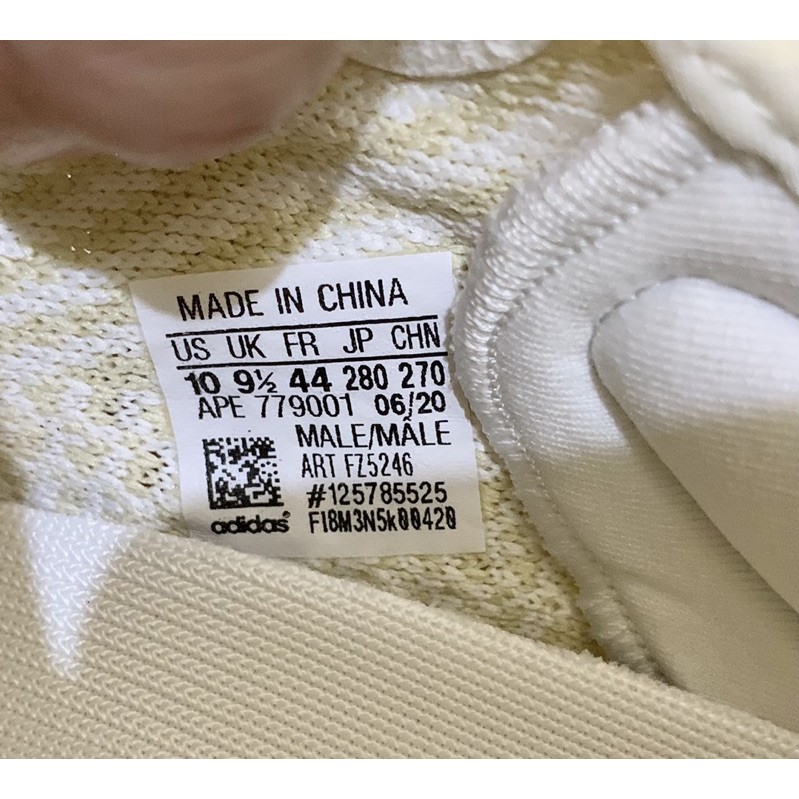 MADE IN CHINA
US UK FR JP CHN
10 9½ 44 280 270
APE 779001 06/20
MALE/MÂLE
ART FZ5246
#125785525
adidas® F18M3N5k00420